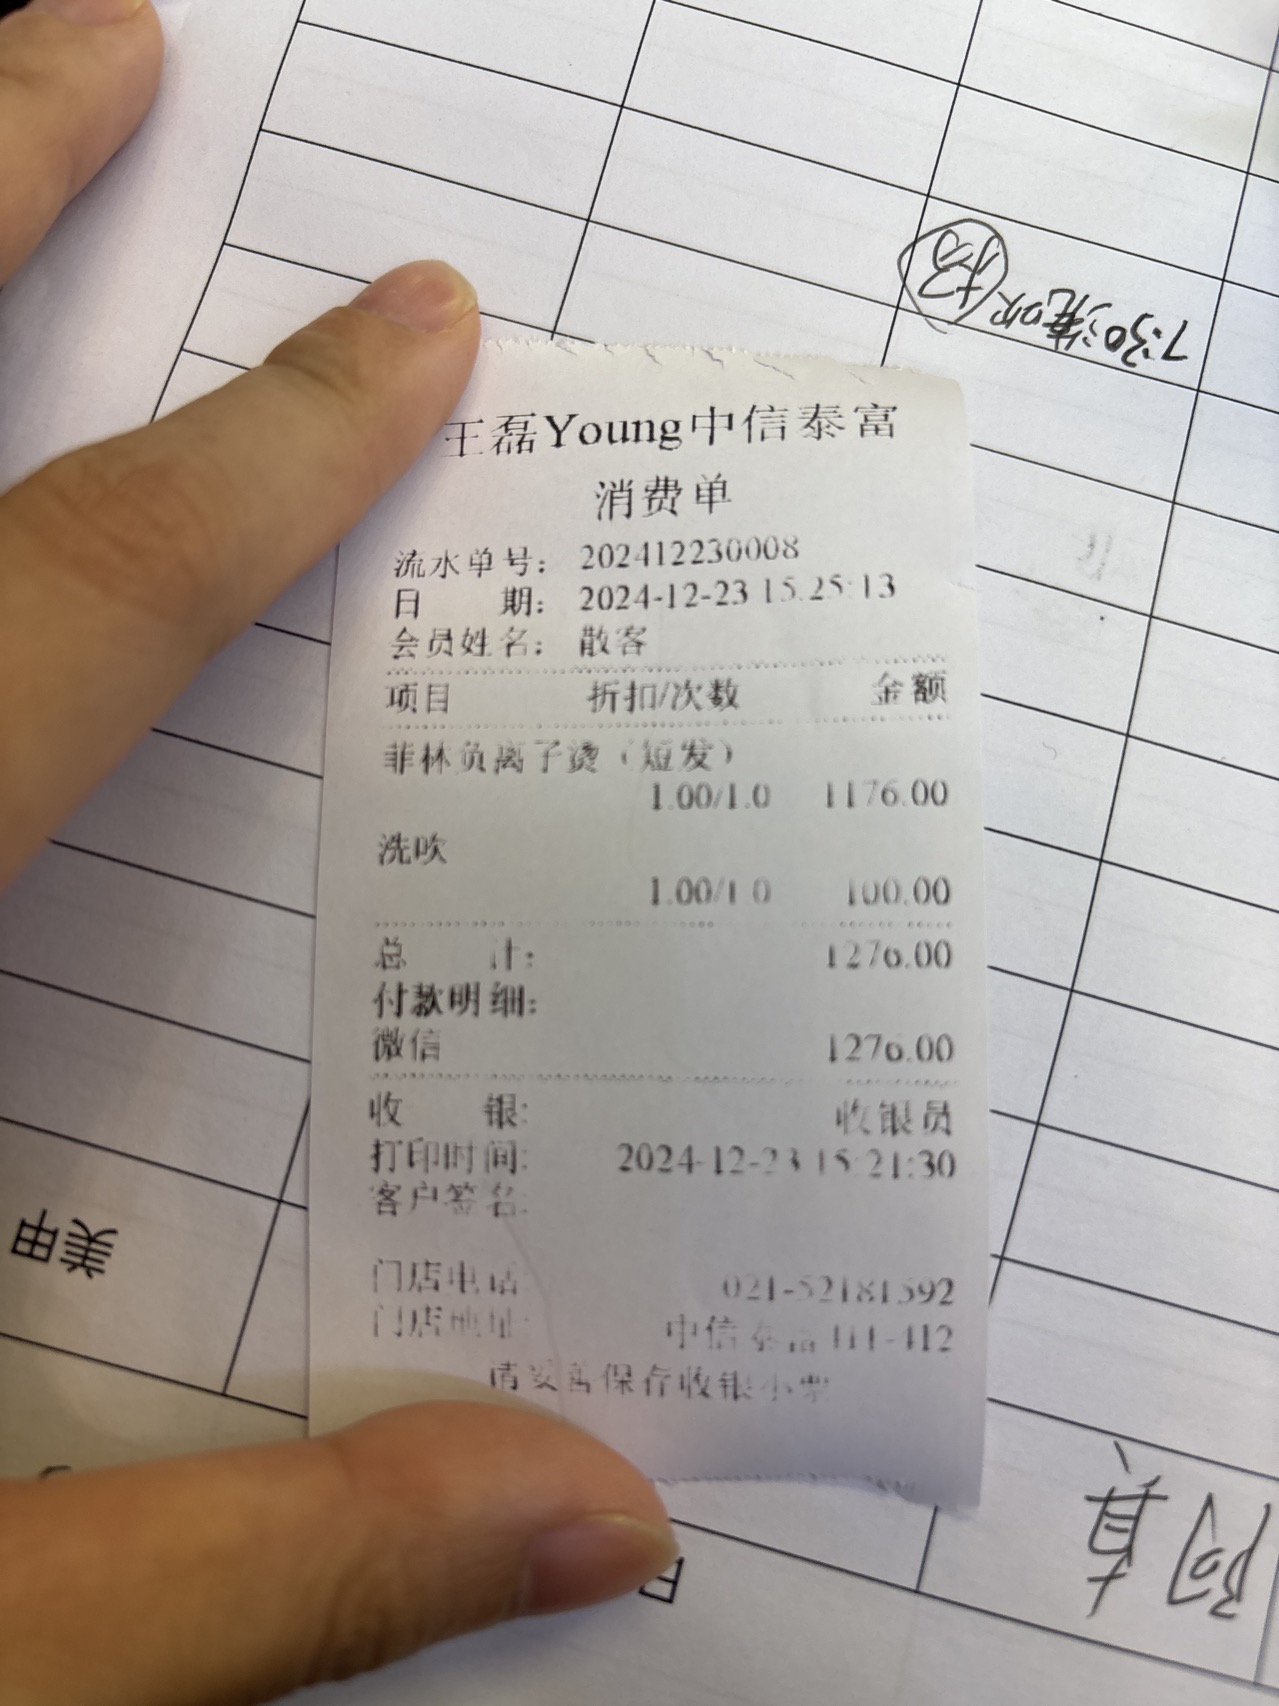 王磊Young中信泰富
消费单
流水单号： 202412230008
日 期： 2024-12-23 15:25:13
会员姓名： 散客
项目 折扣/次数 金额
菲林负离子烫（短发）
1.00/1.0 1176.00
洗吹
1.00/1.0 100.00
总 计： 1276.00
付款明细：
微信 1276.00
收 银： 收银员
打印时间： 2024-12-23 15:21:30
客户签名：
门店电话 021-52181592
门店地址： 中信泰富 411-412
请妥善保存收银小票
7:30洗吹
美甲
阿真
日